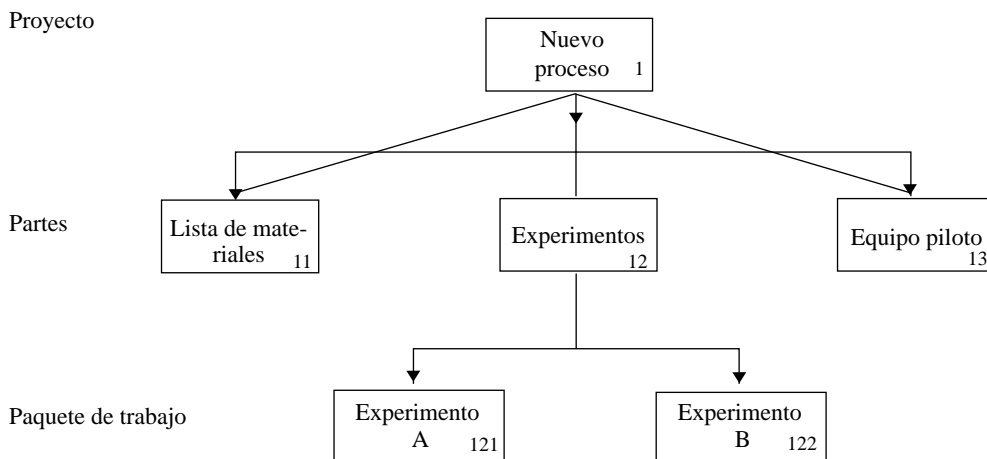 Proyecto
Nuevo
proceso 1
Partes
Lista de mate-
riales 11
Experimentos
12
Equipo piloto
13
Paquete de trabajo
Experimento
A 121
Experimento
B 122